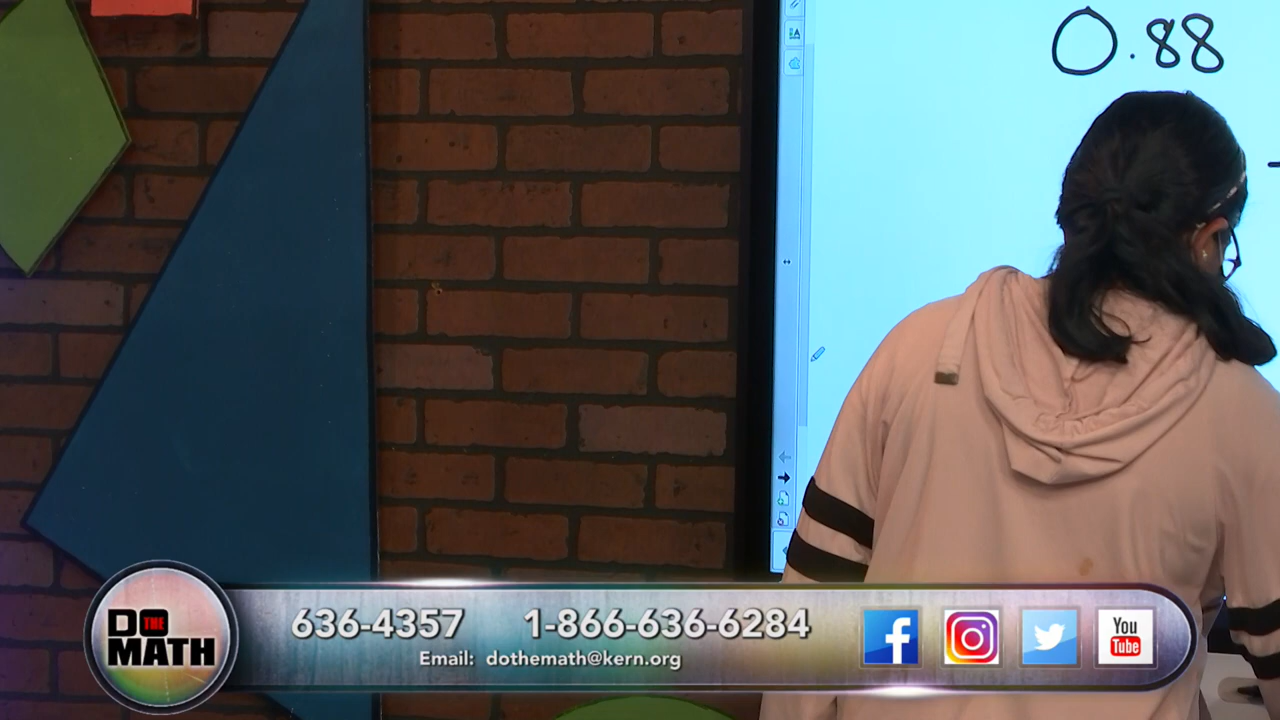 0.88
DO THE MATH
636-4357 1-866-636-6284
Email: dothemath@kern.org
f
You Tube